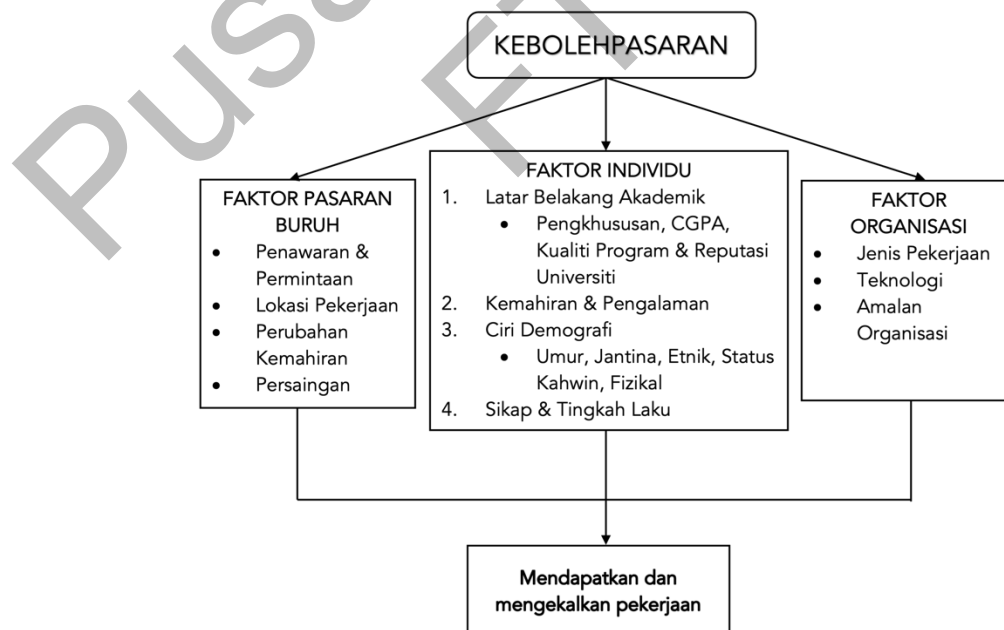 Pusa
FT
KEBOLEHPASARAN
FAKTOR PASARAN
BURUH
• Penawaran &
Permintaan
• Lokasi Pekerjaan
• Perubahan
Kemahiran
• Persaingan
FAKTOR INDIVIDU
1. Latar Belakang Akademik
• Pengkhususan, CGPA,
Kualiti Program & Reputasi
Universiti
2. Kemahiran & Pengalaman
3. Ciri Demografi
• Umur, Jantina, Etnik, Status
Kahwin, Fizikal
4. Sikap & Tingkah Laku
FAKTOR
ORGANISASI
• Jenis Pekerjaan
• Teknologi
• Amalan
Organisasi
Mendapatkan dan
mengekalkan pekerjaan